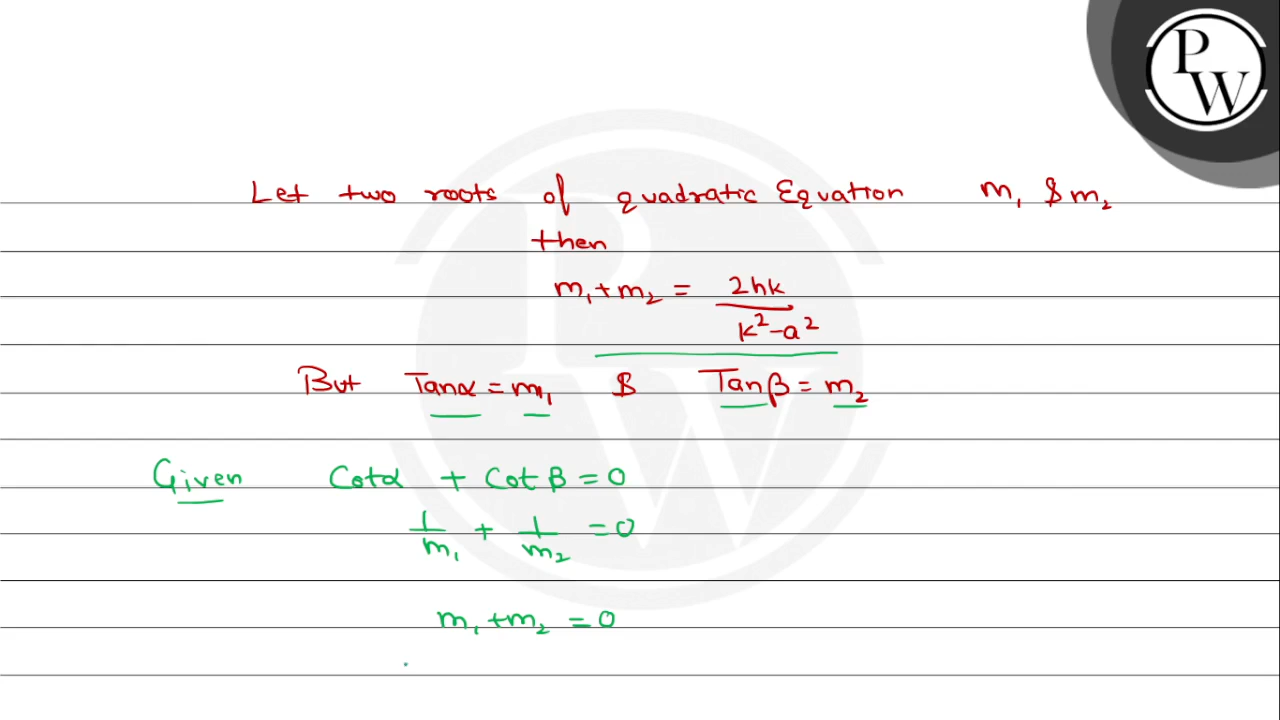 PW
Let two roots of quadratic Equation m₁ & m₂
then
m₁+m₂ = 2hk / k²-a²
But Tanα = m₁ & Tanβ = m₂
Given Cotα + Cotβ = 0
1/m₁ + 1/m₂ = 0
m₁+m₂ = 0